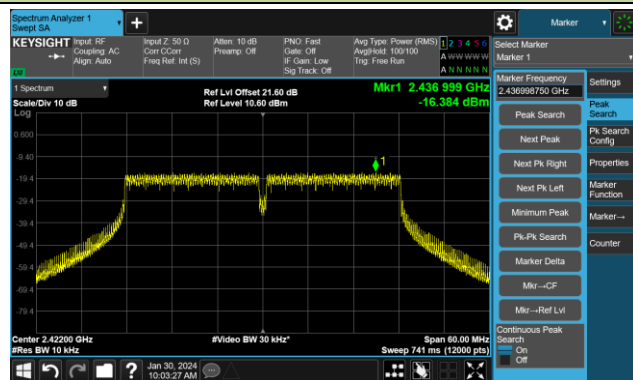 Spectrum Analyzer 1
Swept SA
Marker
KEYSIGHT
Input: RF
Coupling: AC
Align: Auto
Input Z: 50 Ω
Corr CCorr
Freq Ref: Int (S)
Atten: 10 dB
Preamp: Off
PNO: Fast
Gate: Off
IF Gain: Low
Sig Track: Off
Avg Type: Power (RMS)
Avg|Hold: 100/100
Trig: Free Run
1 2 3 4 5 6
A W W W W W
A N N N N N
Select Marker
Marker 1
1 Spectrum
Scale/Div 10 dB
Log
Ref Lvl Offset 21.60 dB
Ref Level 10.60 dBm
Mkr1 2.436 999 GHz
-16.384 dBm
0.600
-9.40
-19.4
-29.4
-39.4
-49.4
-59.4
-69.4
-79.4
1
Center 2.42200 GHz
#Res BW 10 kHz
#Video BW 30 kHz*
Span 60.00 MHz
Sweep 741 ms (12000 pts)
Marker Frequency
2.436998750 GHz
Peak Search
Next Peak
Next Pk Right
Next Pk Left
Minimum Peak
Pk-Pk Search
Marker Delta
Mkr→CF
Mkr→Ref Lvl
Continuous Peak
Search
On
Off
Settings
Peak
Search
Pk Search
Config
Properties
Marker
Function
Marker→
Counter
Jan 30, 2024
10:03:27 AM